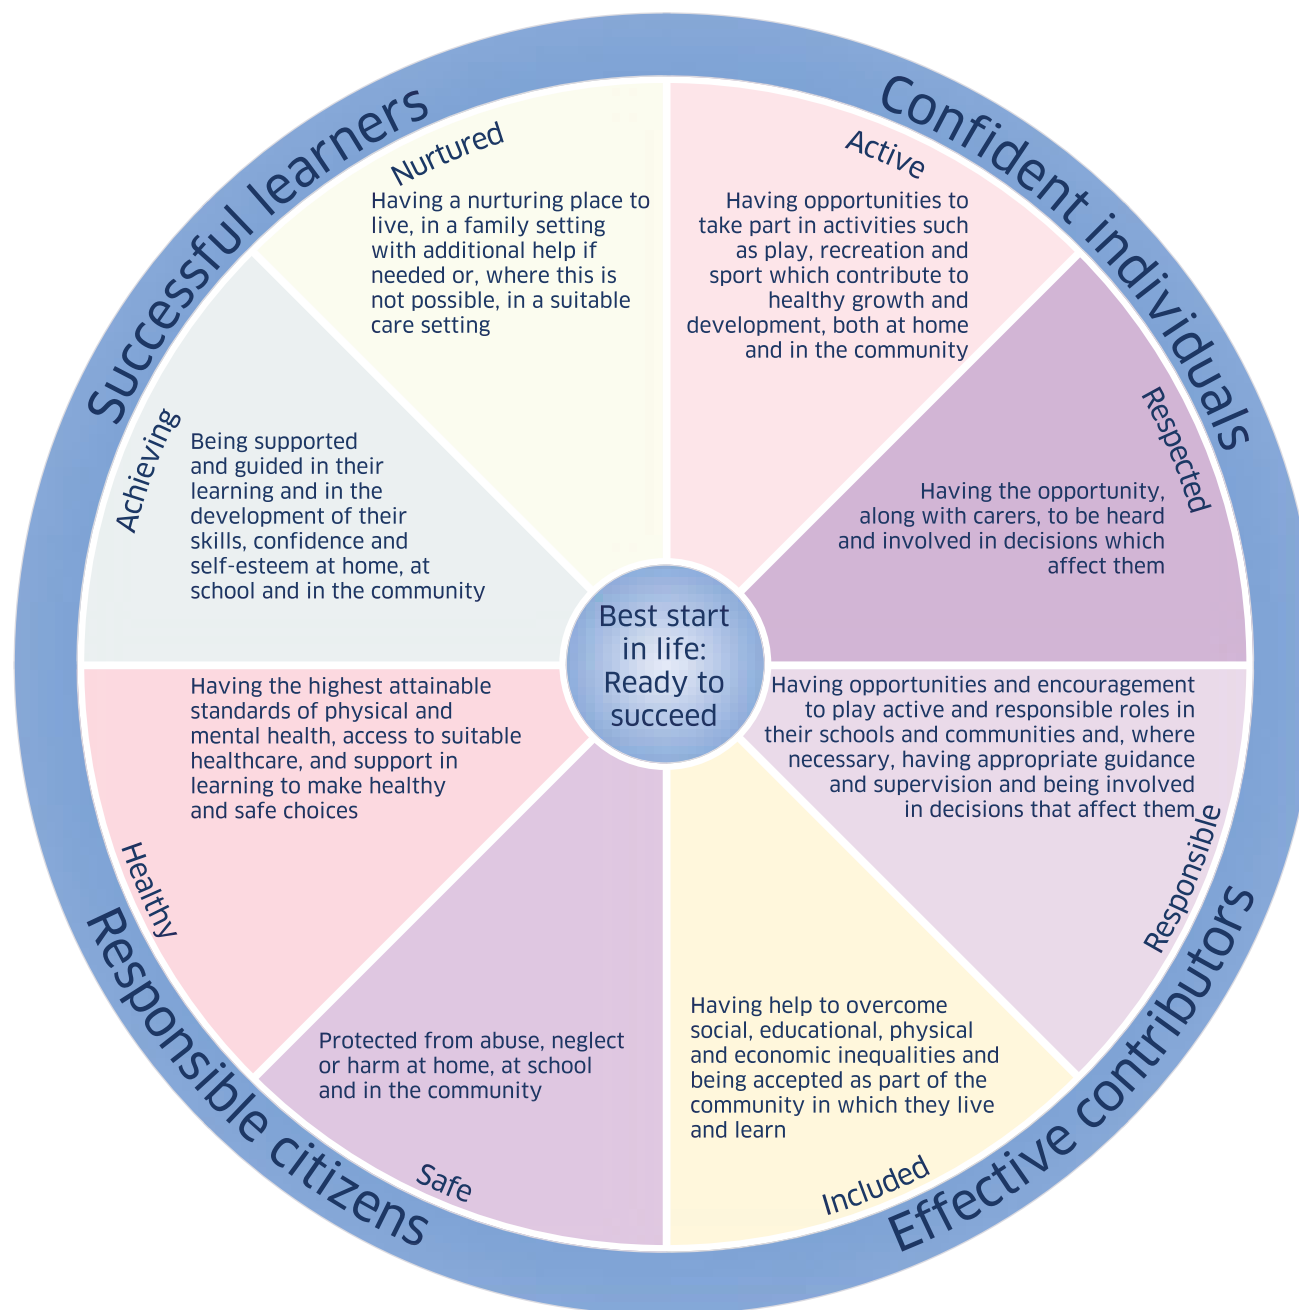 Successful learners
Confident individuals
Nurtured
Having a nurturing place to
live, in a family setting
with additional help if
needed or, where this is
not possible, in a suitable
care setting
Active
Having opportunities to
take part in activities such
as play, recreation and
sport which contribute to
healthy growth and
development, both at home
and in the community
Achieving
Being supported
and guided in their
learning and in the
development of their
skills, confidence and
self-esteem at home, at
school and in the community
Respected
Having the opportunity,
along with carers, to be heard
and involved in decisions which
affect them
Best start
in life:
Ready to
succeed
Having the highest attainable
standards of physical and
mental health, access to suitable
healthcare, and support in
learning to make healthy
and safe choices
Healthy
Having opportunities and encouragement
to play active and responsible roles in
their schools and communities and, where
necessary, having appropriate guidance
and supervision and being involved
in decisions that affect them
Responsible
Protected from abuse, neglect
or harm at home, at school
and in the community
Safe
Having help to overcome
social, educational, physical
and economic inequalities and
being accepted as part of the
community in which they live
and learn
Included
Responsible citizens
Effective contributors